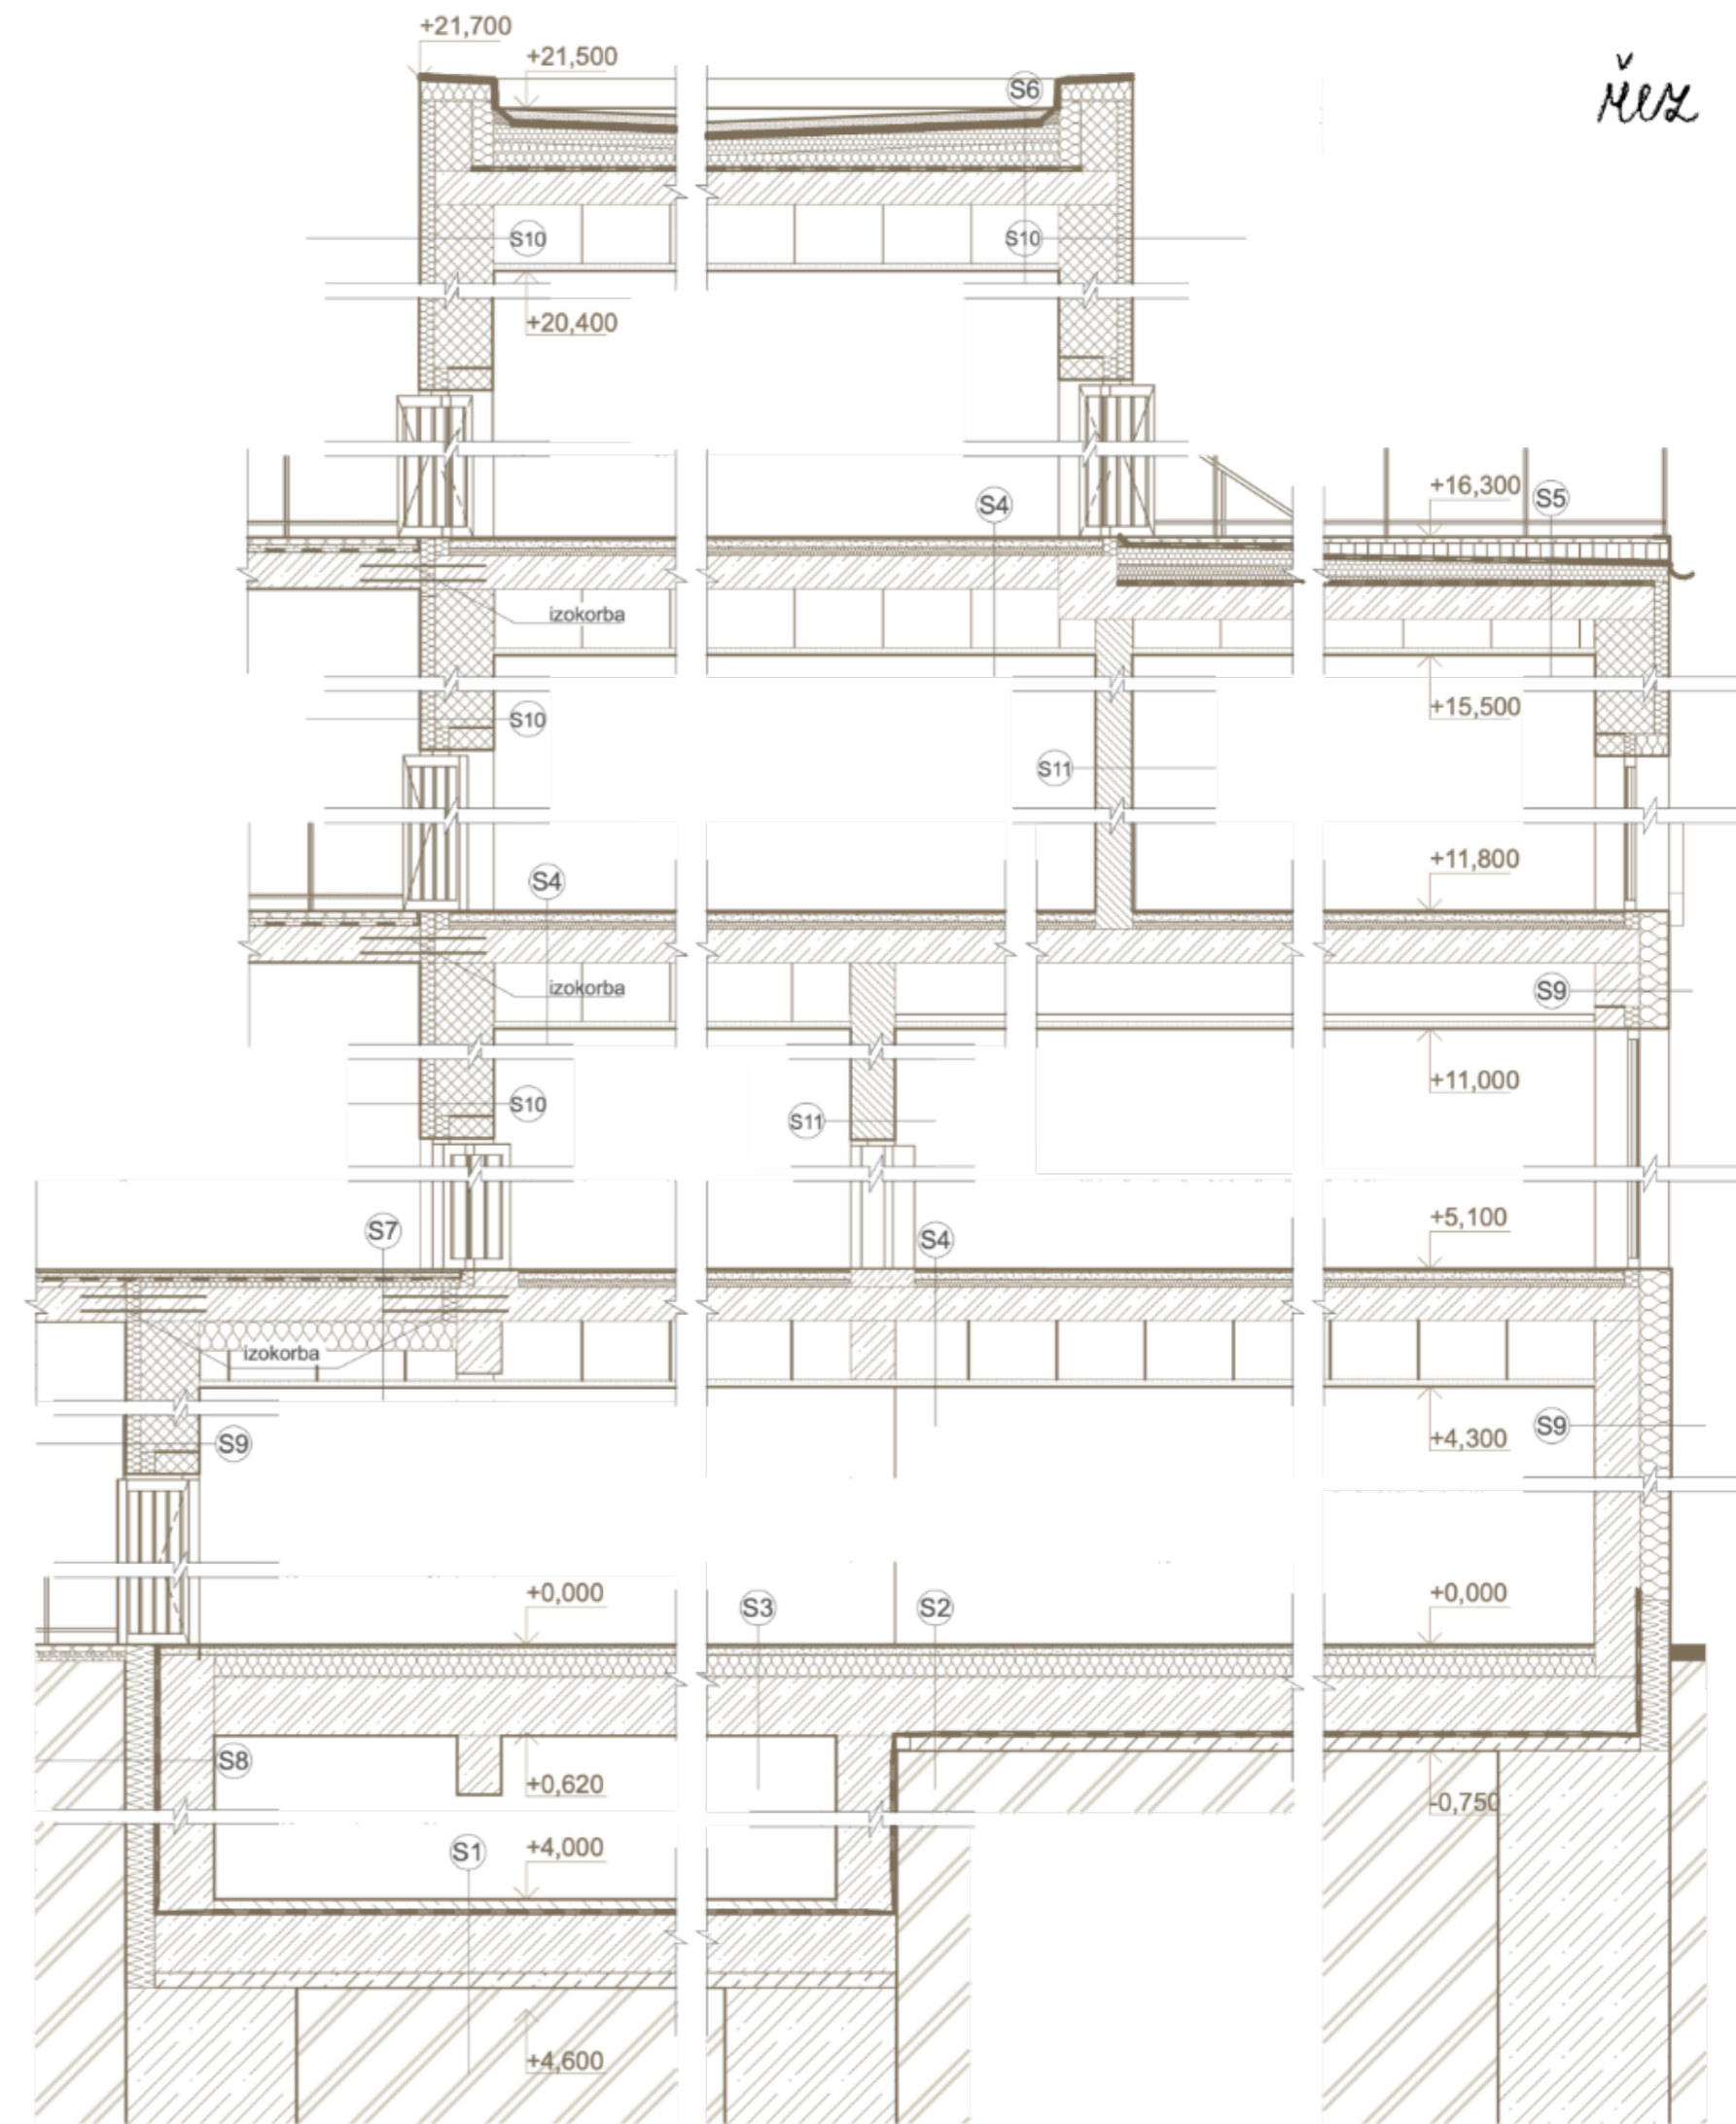 +21,700
+21,500
řez
S6
S10
S10
+20,400
+16,300
S5
S4
izokorba
+15,500
S10
S11
+11,800
S4
izokorba
S9
+11,000
S10
S11
+5,100
S7
S4
izokorba
+4,300
S9
S9
+0,000
S3
S2
+0,000
S8
+0,620
-0,750
S1
+4,000
+4,600